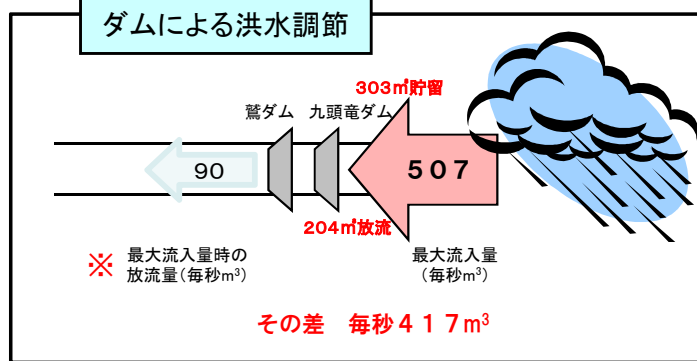 ダムによる洪水調節
303㎥貯留
鷲ダム 九頭竜ダム
90
507
204㎥放流
※ 最大流入量時の
放流量(毎秒m³)
最大流入量
(毎秒m³)
その差 毎秒417m³